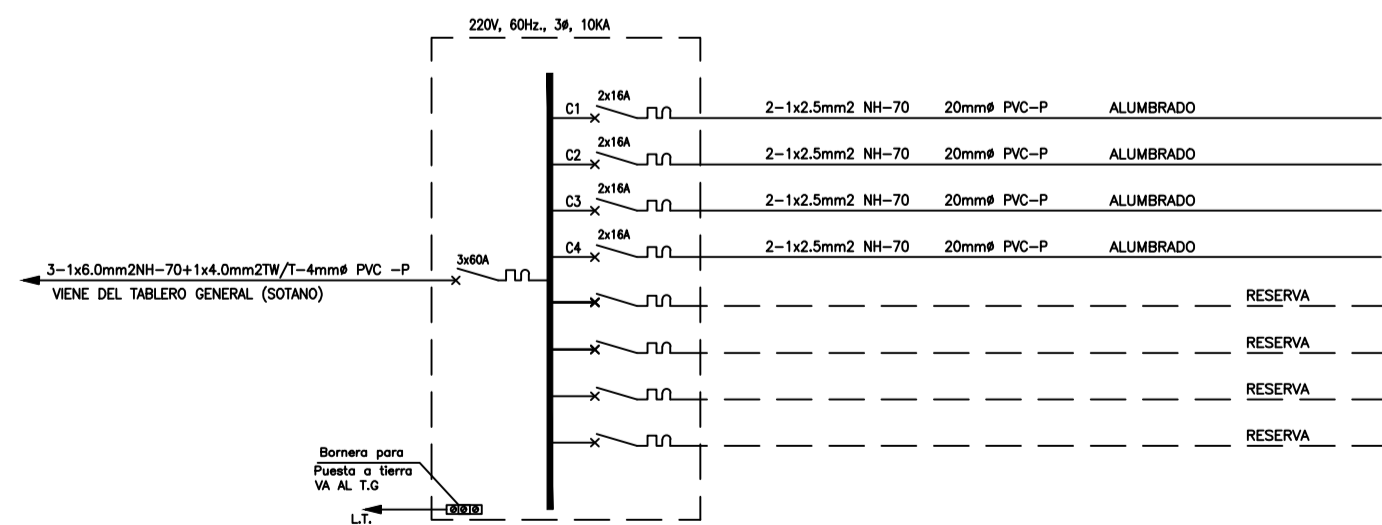 220V, 60Hz., 3ø, 10KA
C1 2x16A 2-1x2.5mm2 NH-70 20mmø PVC-P ALUMBRADO
C2 2x16A 2-1x2.5mm2 NH-70 20mmø PVC-P ALUMBRADO
C3 2x16A 2-1x2.5mm2 NH-70 20mmø PVC-P ALUMBRADO
C4 2x16A 2-1x2.5mm2 NH-70 20mmø PVC-P ALUMBRADO
3-1x6.0mm2NH-70+1x4.0mm2TW/T-4mmø PVC -P 3x60A
VIENE DEL TABLERO GENERAL (SOTANO)
RESERVA
RESERVA
RESERVA
RESERVA
Bornera para
Puesta a tierra
VA AL T.G
L.T.